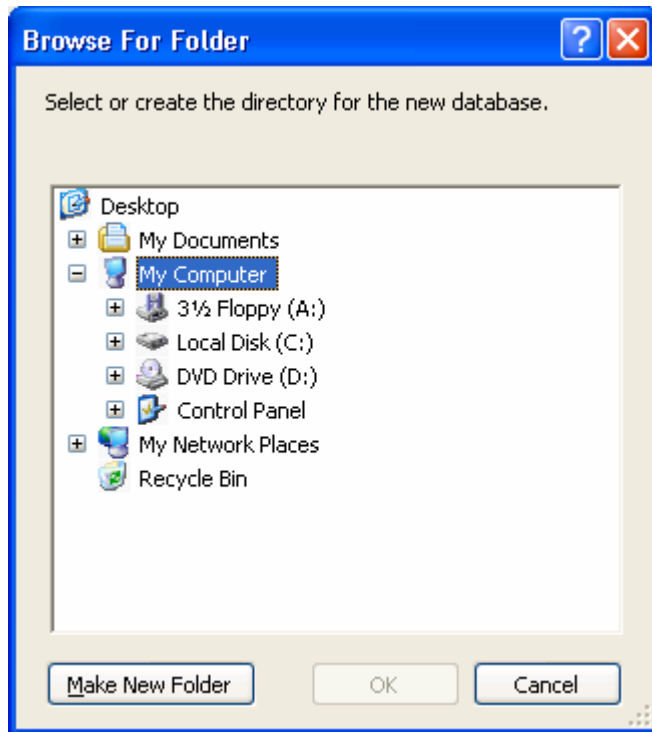 Browse For Folder
Select or create the directory for the new database.
Desktop
My Documents
My Computer
3½ Floppy (A:)
Local Disk (C:)
DVD Drive (D:)
Control Panel
My Network Places
Recycle Bin
Make New Folder OK Cancel